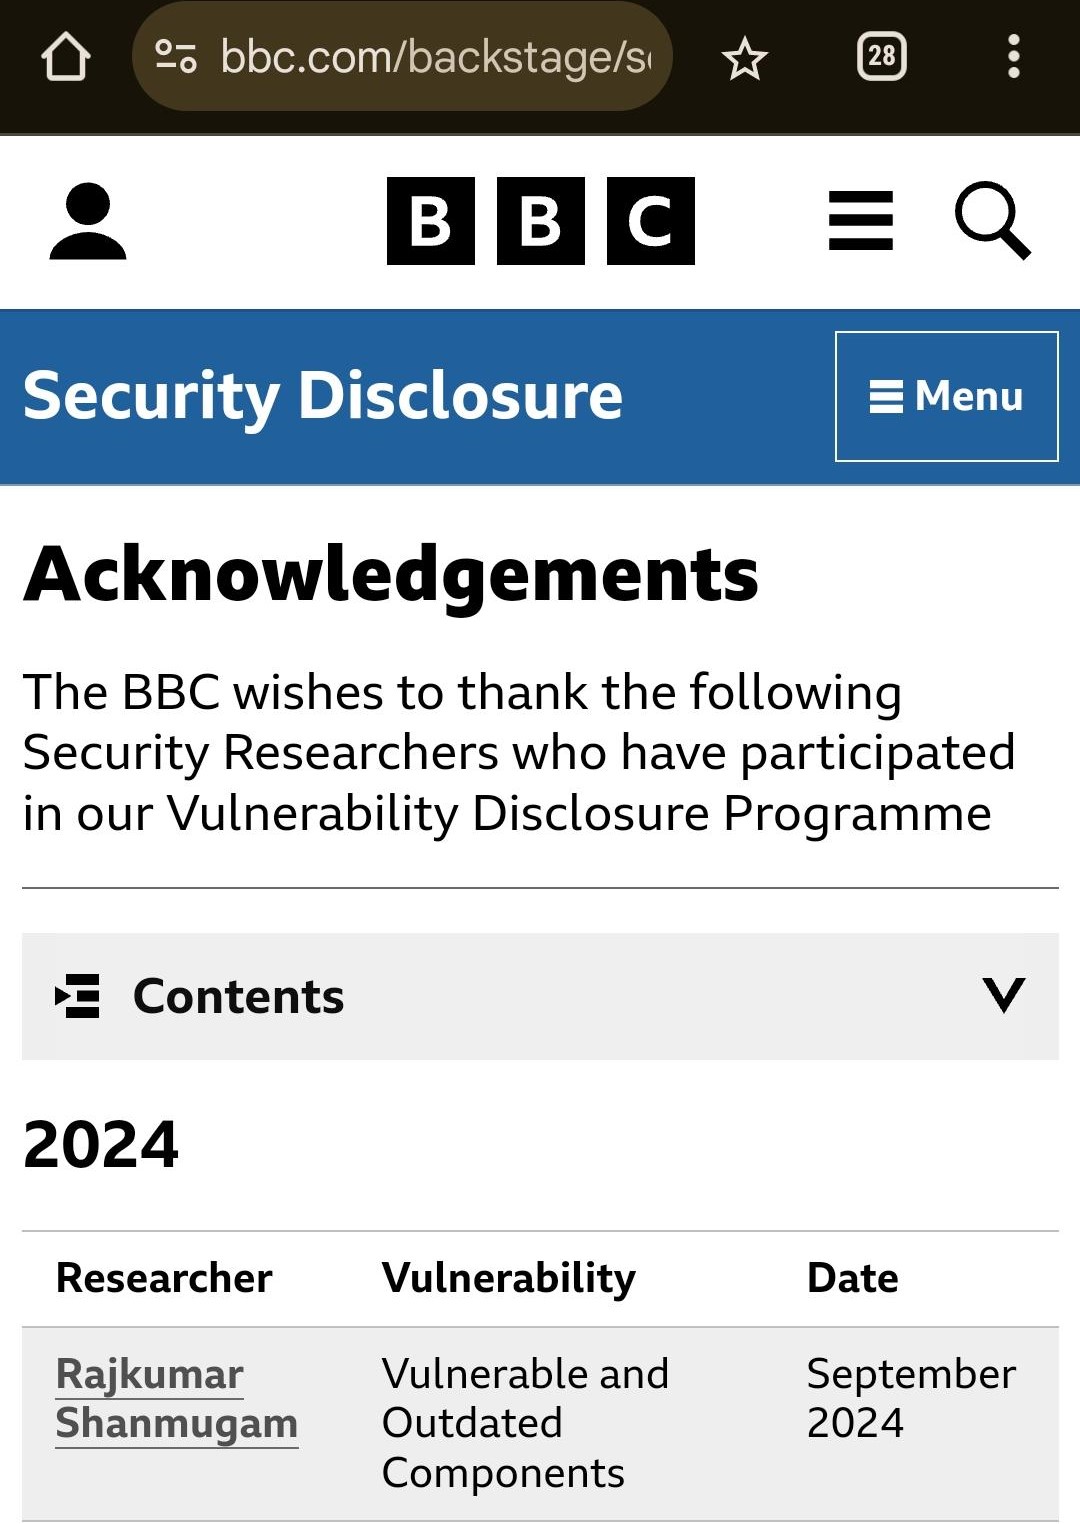 bbc.com/backstage/se
28
BBC
Security Disclosure
Menu
Acknowledgements
The BBC wishes to thank the following
Security Researchers who have participated
in our Vulnerability Disclosure Programme
Contents
2024
Researcher Vulnerability Date
Rajkumar Vulnerable and September
Shanmugam Outdated 2024
Components